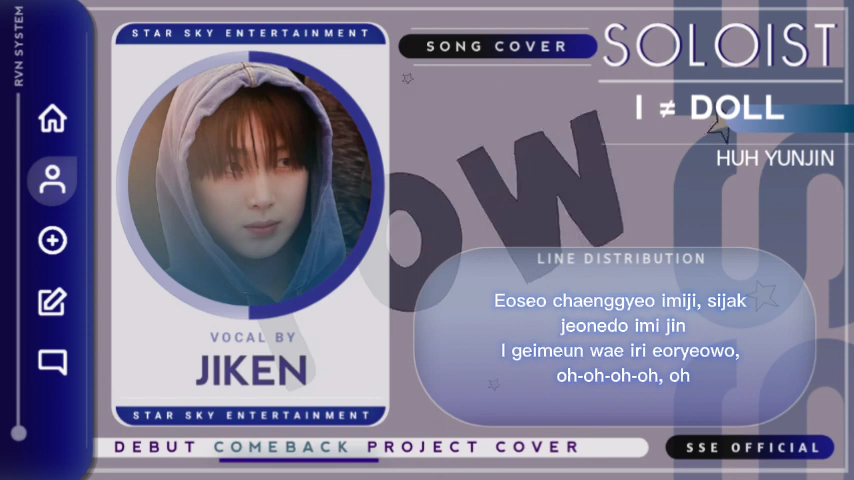 RVN SYSTEM
STAR SKY ENTERTAINMENT
SONG COVER
SOLOIST
I ≠ DOLL
HUH YUNJIN
OW
LINE DISTRIBUTION
Eoseo chaenggyeo imiji, sijak
jeonedo imi jin
I geimeun wae iri eoryeowo,
oh-oh-oh-oh, oh
VOCAL BY
JIKEN
STAR SKY ENTERTAINMENT
DEBUT COMEBACK PROJECT COVER
SSE OFFICIAL